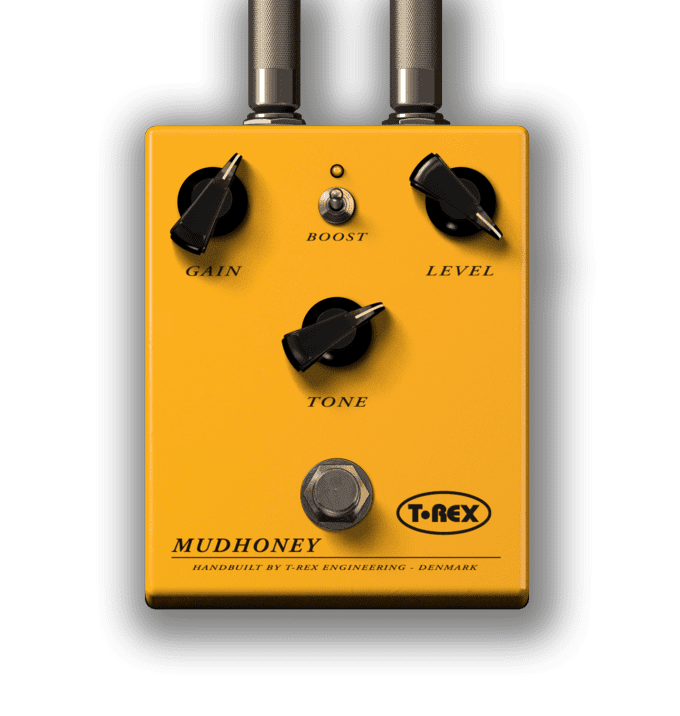 BOOST
GAIN
LEVEL
TONE
T•REX
MUDHONEY
HANDBUILT BY T-REX ENGINEERING - DENMARK